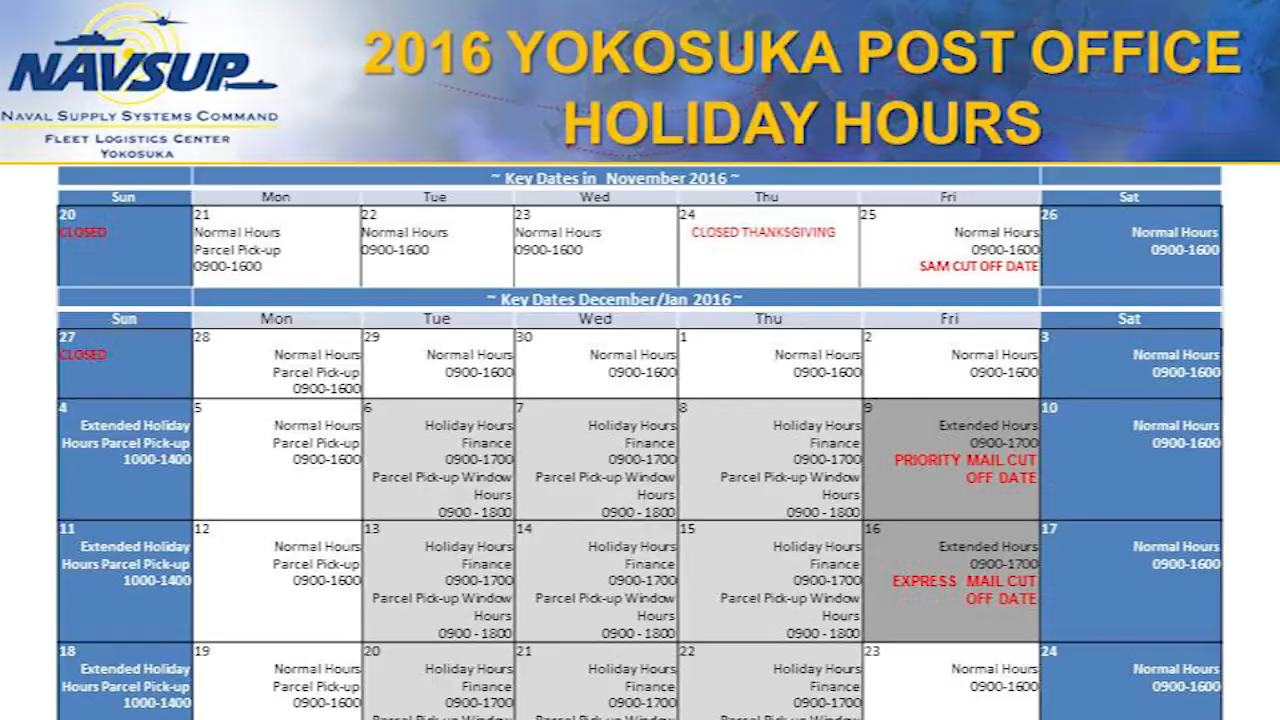 NAVSUP
NAVAL SUPPLY SYSTEMS COMMAND
FLEET LOGISTICS CENTER
YOKOSUKA
2016 YOKOSUKA POST OFFICE
HOLIDAY HOURS
~ Key Dates in November 2016 ~
Sun Mon Tue Wed Thu Fri Sat
20 21 22 23 24 25 26
CLOSED Normal Hours Normal Hours Normal Hours CLOSED THANKSGIVING Normal Hours Normal Hours
Parcel Pick-up 0900-1600 0900-1600 0900-1600 0900-1600
0900-1600 SAM CUT OFF DATE
~ Key Dates December/Jan 2016 ~
Sun Mon Tue Wed Thu Fri Sat
27 28 29 30 1 2 3
CLOSED Normal Hours Normal Hours Normal Hours Normal Hours Normal Hours Normal Hours
Parcel Pick-up 0900-1600 0900-1600 0900-1600 0900-1600 0900-1600
0900-1600
4 5 6 7 8 9 10
Extended Holiday Normal Hours Holiday Hours Holiday Hours Holiday Hours Extended Hours Normal Hours
Hours Parcel Pick-up Parcel Pick-up Finance Finance Finance 0900-1700 0900-1600
1000-1400 0900-1600 0900-1700 0900-1700 0900-1700 PRIORITY MAIL CUT
Parcel Pick-up Window Parcel Pick-up Window Parcel Pick-up Window OFF DATE
Hours Hours Hours
0900 - 1800 0900 - 1800 0900 - 1800
11 12 13 14 15 16 17
Extended Holiday Normal Hours Holiday Hours Holiday Hours Holiday Hours Extended Hours Normal Hours
Hours Parcel Pick-up Parcel Pick-up Finance Finance Finance 0900-1700 0900-1600
1000-1400 0900-1600 0900-1700 0900-1700 0900-1700 EXPRESS MAIL CUT
Parcel Pick-up Window Parcel Pick-up Window Parcel Pick-up Window OFF DATE
Hours Hours Hours
0900 - 1800 0900 - 1800 0900 - 1800
18 19 20 21 22 23 24
Extended Holiday Normal Hours Holiday Hours Holiday Hours Holiday Hours Normal Hours Normal Hours
Hours Parcel Pick-up Parcel Pick-up Finance Finance Finance 0900-1600 0900-1600
1000-1400 0900-1600 0900-1700 0900-1700 0900-1700
Parcel Pick-up Window Parcel Pick-up Window Parcel Pick-up Window